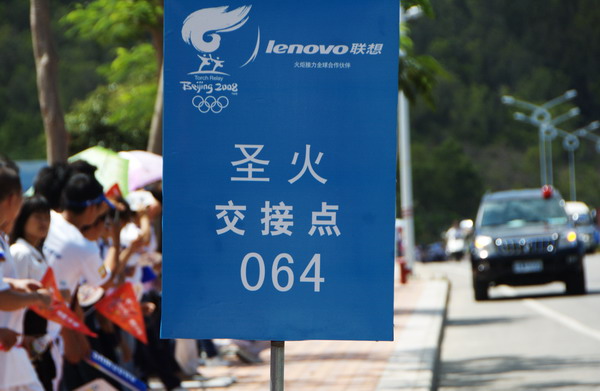 lenovo联想
火炬接力全球合作伙伴
Torch Relay
Beijing 2008
圣火
交接点
064